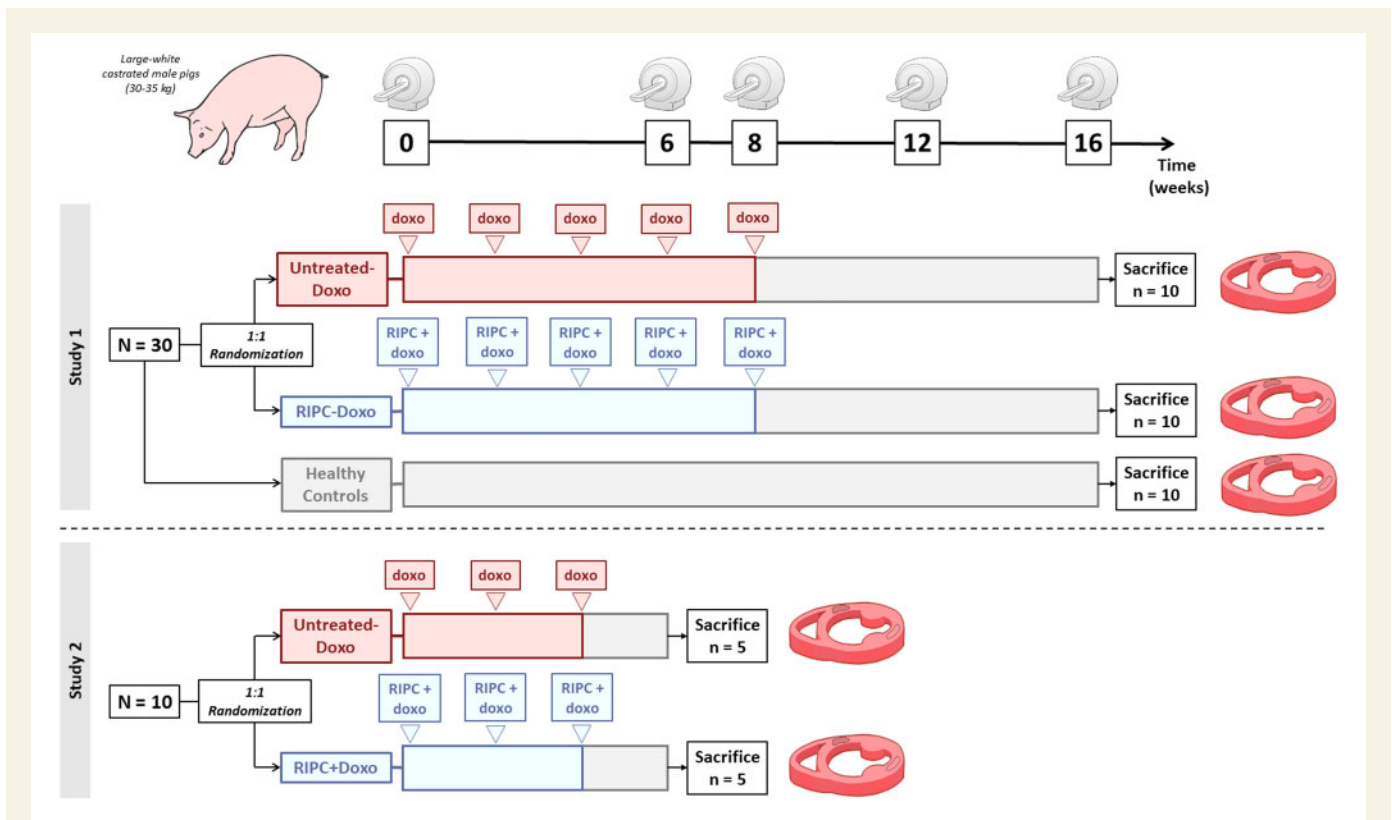 Large-white
castrated male pigs
(30-35 kg)
0
6
8
12
16
Time
(weeks)
Study 1
doxo
doxo
doxo
doxo
doxo
Untreated-
Doxo
Sacrifice
n = 10
N = 30
1:1
Randomization
RIPC +
doxo
RIPC +
doxo
RIPC +
doxo
RIPC +
doxo
RIPC +
doxo
RIPC-Doxo
Sacrifice
n = 10
Healthy
Controls
Sacrifice
n = 10
Study 2
doxo
doxo
doxo
Untreated-
Doxo
Sacrifice
n = 5
N = 10
1:1
Randomization
RIPC +
doxo
RIPC +
doxo
RIPC +
doxo
RIPC+Doxo
Sacrifice
n = 5